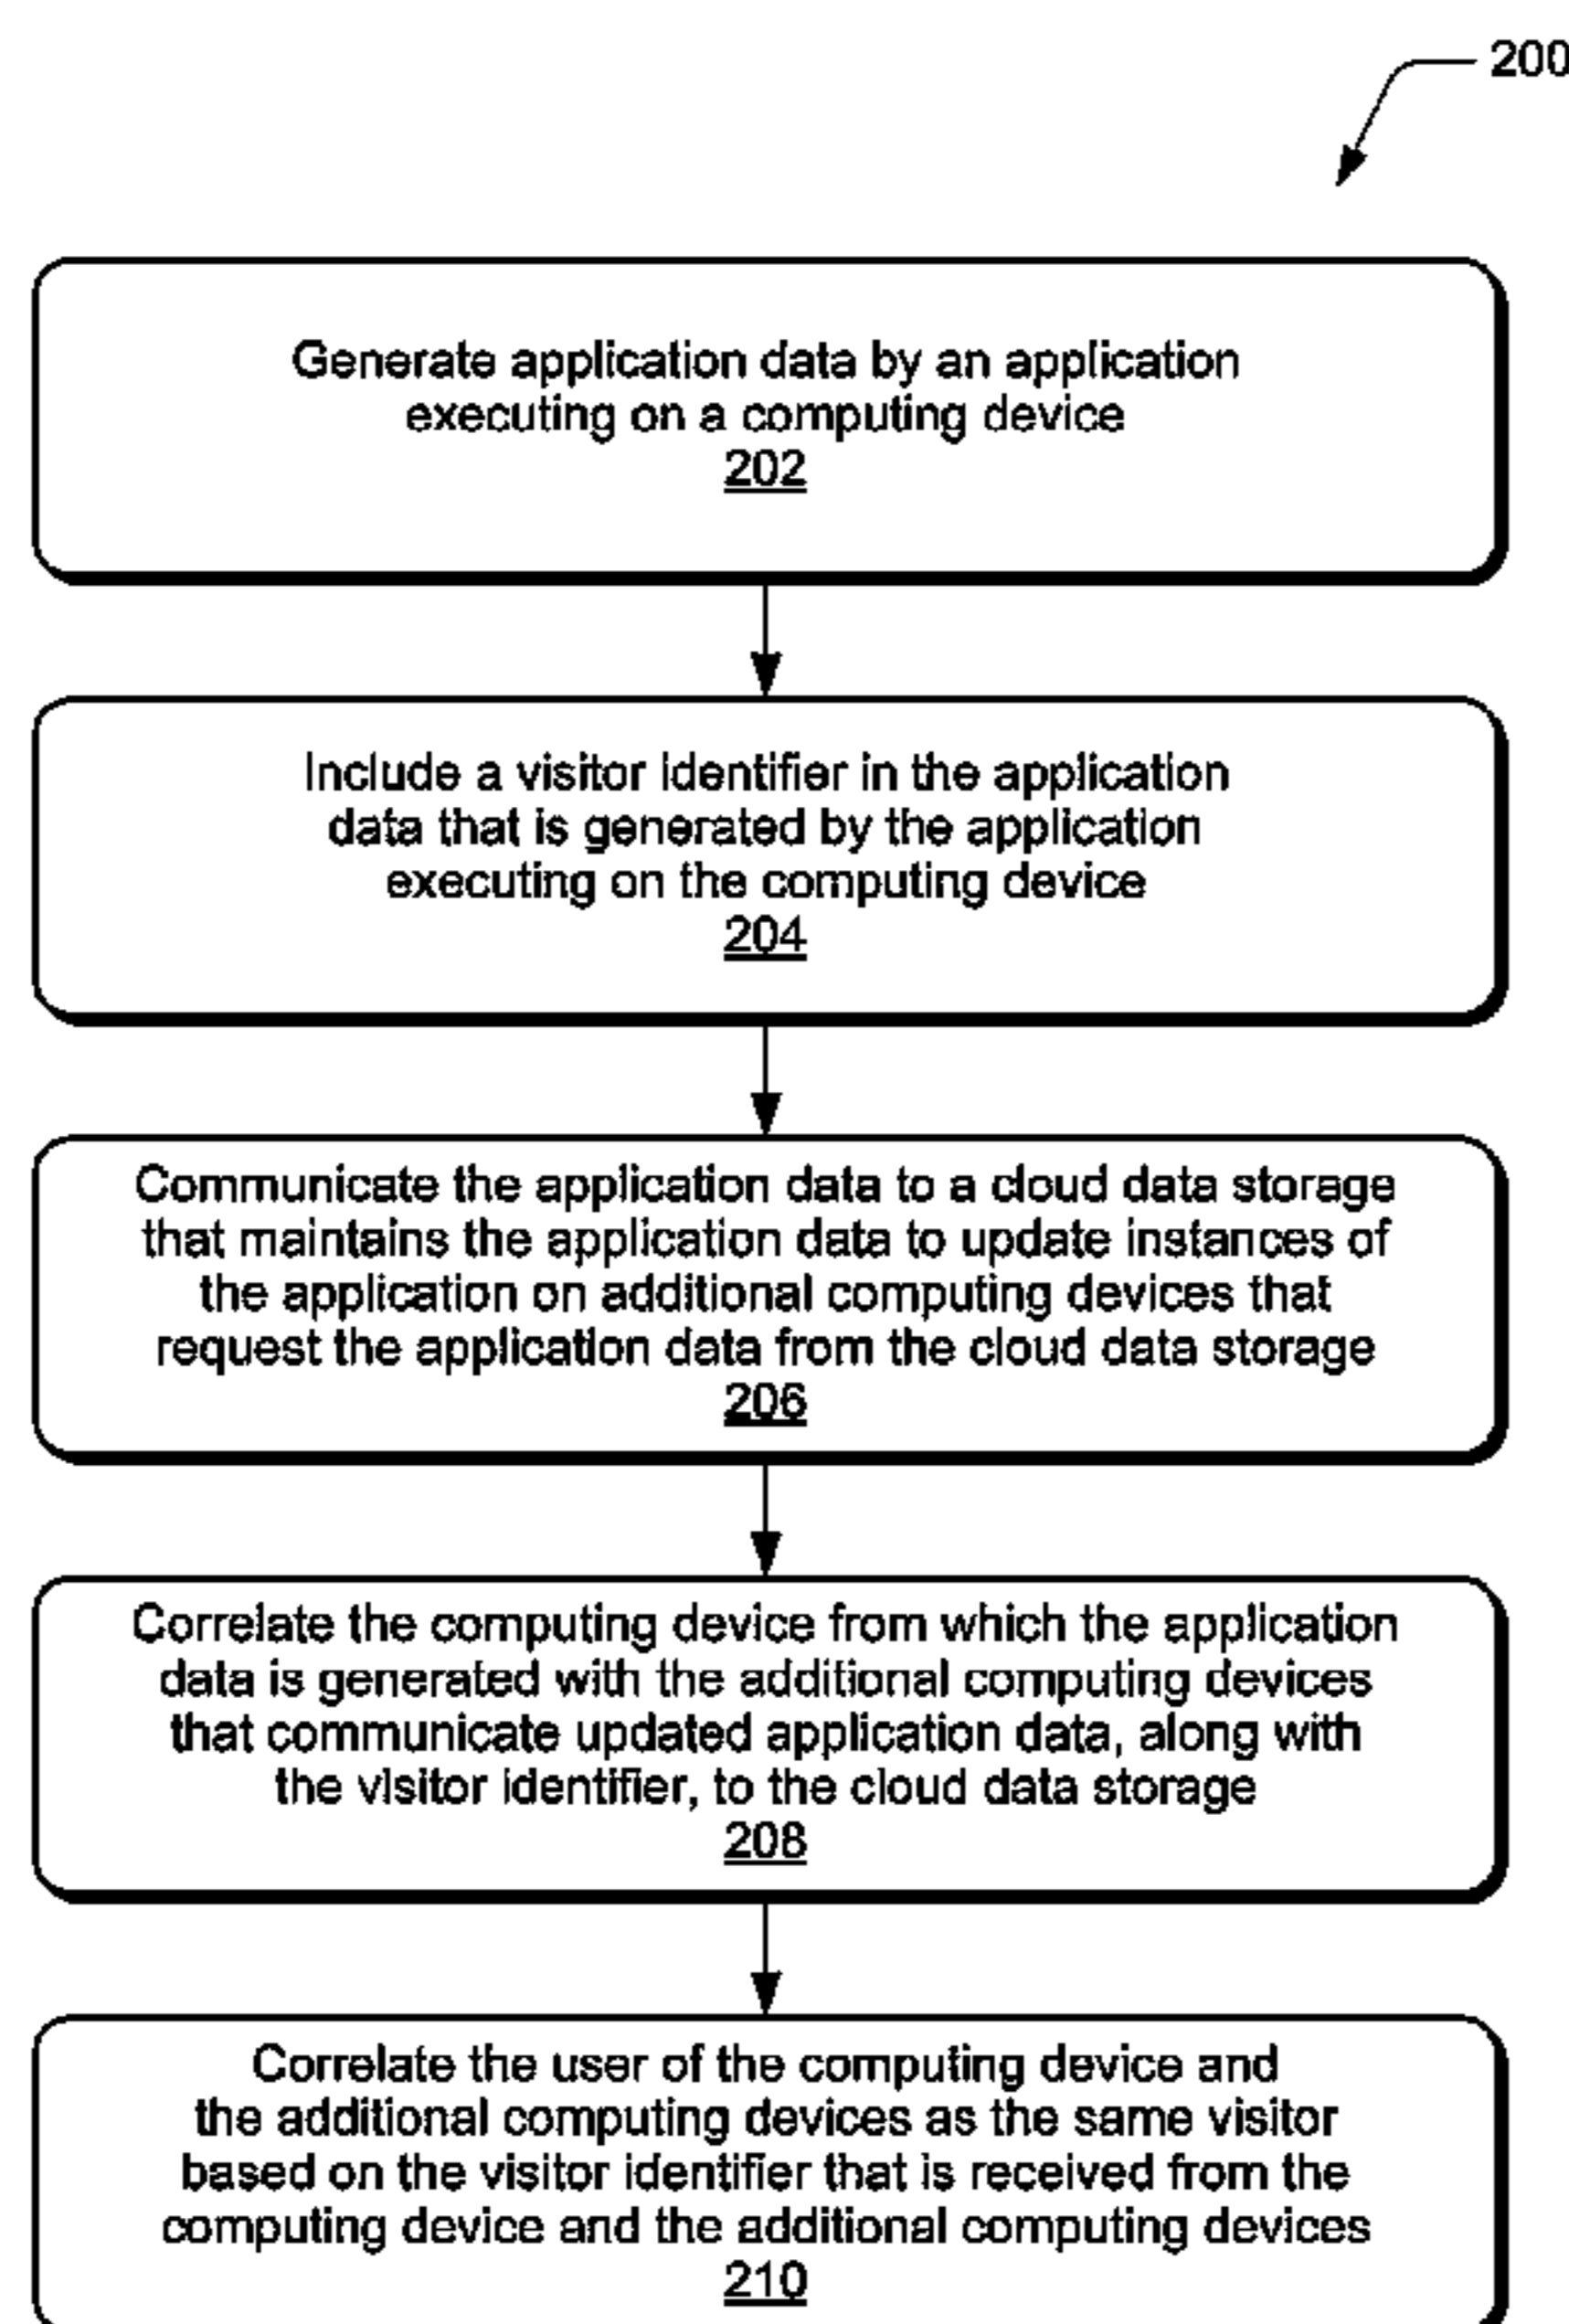 200
Generate application data by an application
executing on a computing device
202
Include a visitor identifier in the application
data that is generated by the application
executing on the computing device
204
Communicate the application data to a cloud data storage
that maintains the application data to update instances of
the application on additional computing devices that
request the application data from the cloud data storage
206
Correlate the computing device from which the application
data is generated with the additional computing devices
that communicate updated application data, along with
the visitor identifier, to the cloud data storage
208
Correlate the user of the computing device and
the additional computing devices as the same visitor
based on the visitor identifier that is received from the
computing device and the additional computing devices
210